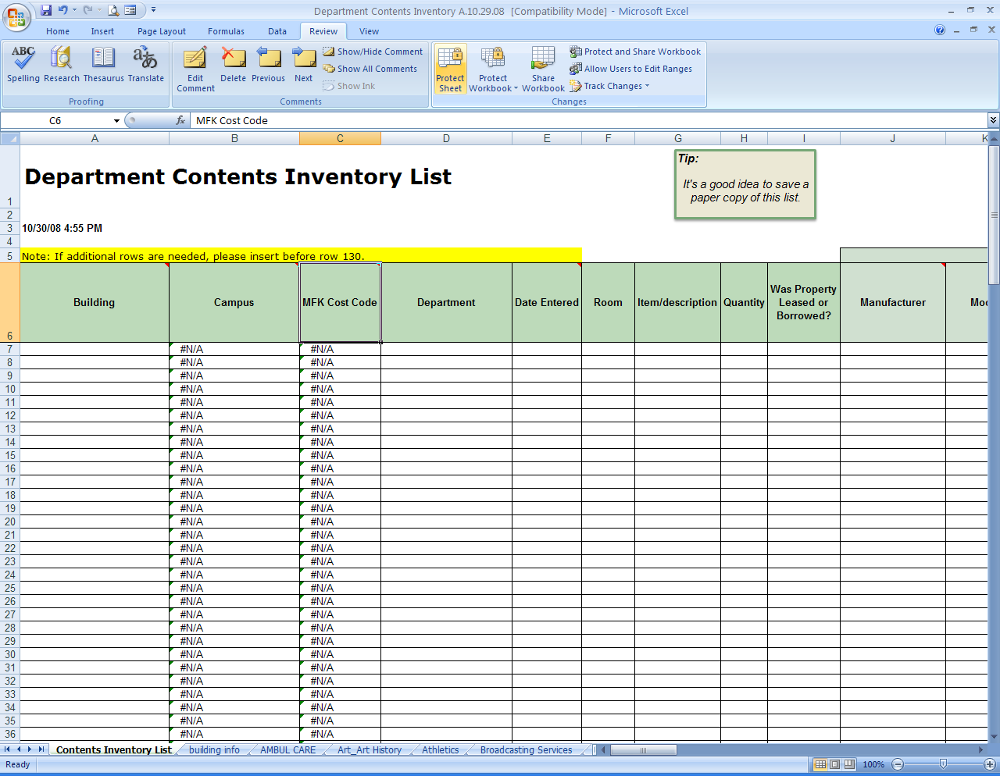 Department Contents Inventory A.10.29.08 [Compatibility Mode] - Microsoft Excel
Home Insert Page Layout Formulas Data Review View
ABC
Spelling Research Thesaurus Translate
Proofing
Edit Comment Delete Previous Next
Show/Hide Comment
Show All Comments
Show Ink
Comments
Protect Sheet Protect Workbook Share Workbook
Protect and Share Workbook
Allow Users to Edit Ranges
Track Changes
Changes
C6 fx MFK Cost Code
A B C D E F G H I J K
Department Contents Inventory List
Tip:
It's a good idea to save a
paper copy of this list.
1
2
3 10/30/08 4:55 PM
4
5 Note: If additional rows are needed, please insert before row 130.
6 Building Campus MFK Cost Code Department Date Entered Room Item/description Quantity Was Property Leased or Borrowed? Manufacturer
7 #N/A #N/A
8 #N/A #N/A
9 #N/A #N/A
10 #N/A #N/A
11 #N/A #N/A
12 #N/A #N/A
13 #N/A #N/A
14 #N/A #N/A
15 #N/A #N/A
16 #N/A #N/A
17 #N/A #N/A
18 #N/A #N/A
19 #N/A #N/A
20 #N/A #N/A
21 #N/A #N/A
22 #N/A #N/A
23 #N/A #N/A
24 #N/A #N/A
25 #N/A #N/A
26 #N/A #N/A
27 #N/A #N/A
28 #N/A #N/A
29 #N/A #N/A
30 #N/A #N/A
31 #N/A #N/A
32 #N/A #N/A
33 #N/A #N/A
34 #N/A #N/A
35 #N/A #N/A
36 #N/A #N/A
Contents Inventory List building info AMBUL CARE Art_Art History Athletics Broadcasting Services
Ready 100%